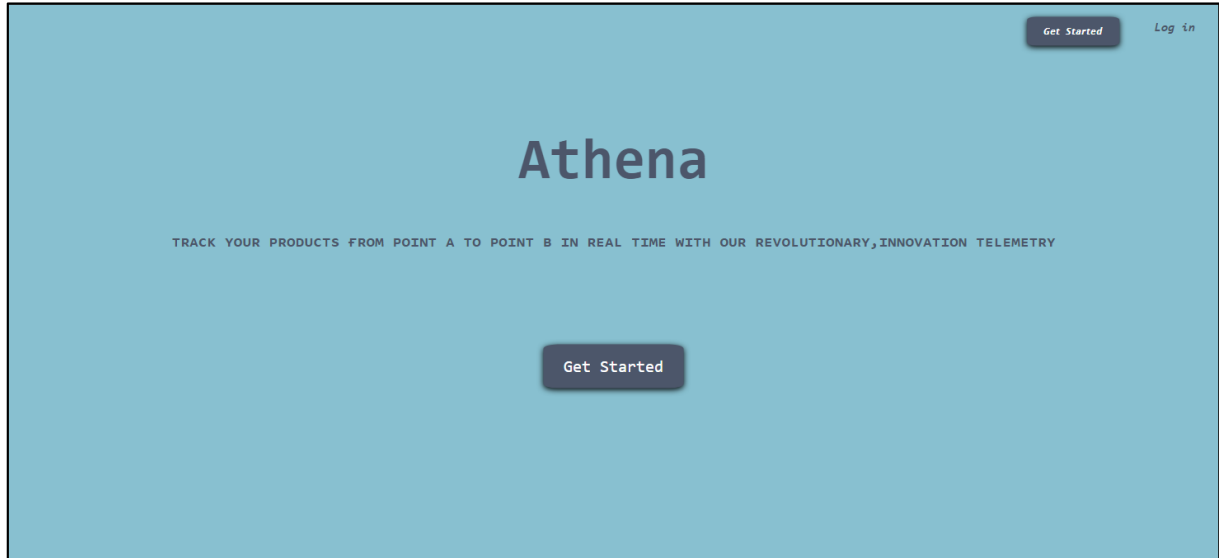 Get Started
Log in
Athena
TRACK YOUR PRODUCTS FROM POINT A TO POINT B IN REAL TIME WITH OUR REVOLUTIONARY,INNOVATION TELEMETRY
Get Started